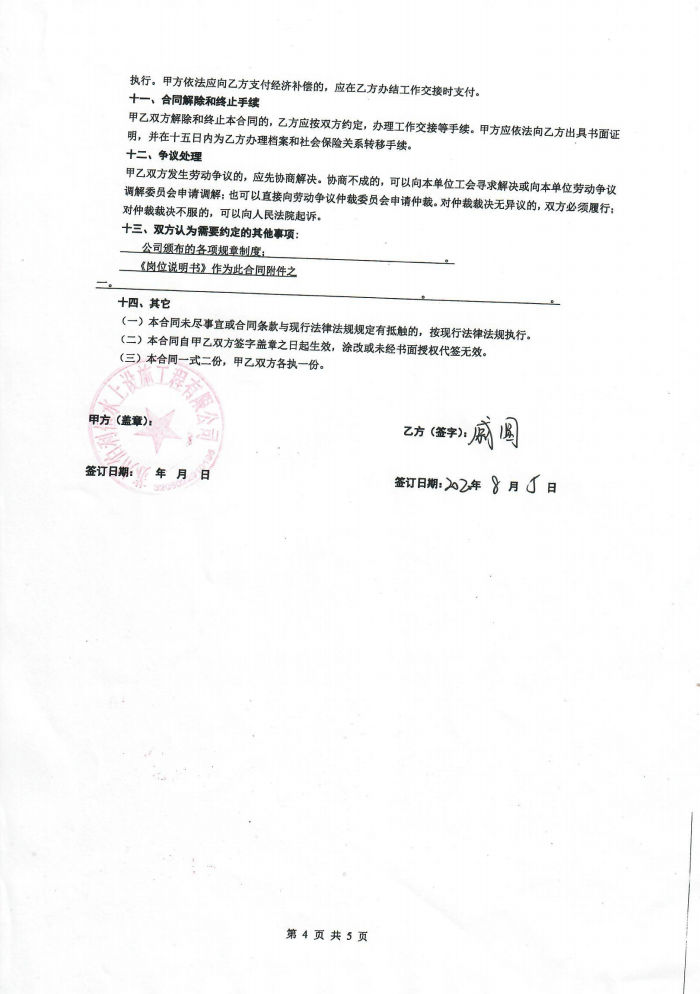 执行。甲方依法应向乙方支付经济补偿的，应在乙方办结工作交接时支付。
十一、合同解除和终止手续
甲乙双方解除和终止本合同的，乙方应按双方约定，办理工作交接等手续。甲方应依法向乙方出具书面证
明，并在十五日内为乙方办理档案和社会保险关系转移手续。
十二、争议处理
甲乙双方发生劳动争议的，应先协商解决。协商不成的，可以向本单位工会寻求解决或向本单位劳动争议
调解委员会申请调解；也可以直接向劳动争议仲裁委员会申请仲裁。对仲裁裁决无异议的，双方必须履行；
对仲裁裁决不服的，可以向人民法院起诉。
十三、双方认为需要约定的其他事项：
公司颁布的各项规章制度；。
《岗位说明书》作为此合同附件之
一。。。
十四、其它
（一）本合同未尽事宜或合同条款与现行法律法规规定有抵触的，按现行法律法规执行。
（二）本合同自甲乙双方签字盖章之日起生效，涂改或未经书面授权代签无效。
（三）本合同一式二份，甲乙双方各执一份。
水上设施工程有限公司
甲方（盖章）：
乙方（签字）：
签订日期： 年 月 日
签订日期：202 年 8 月 5 日
第 4 页 共 5 页